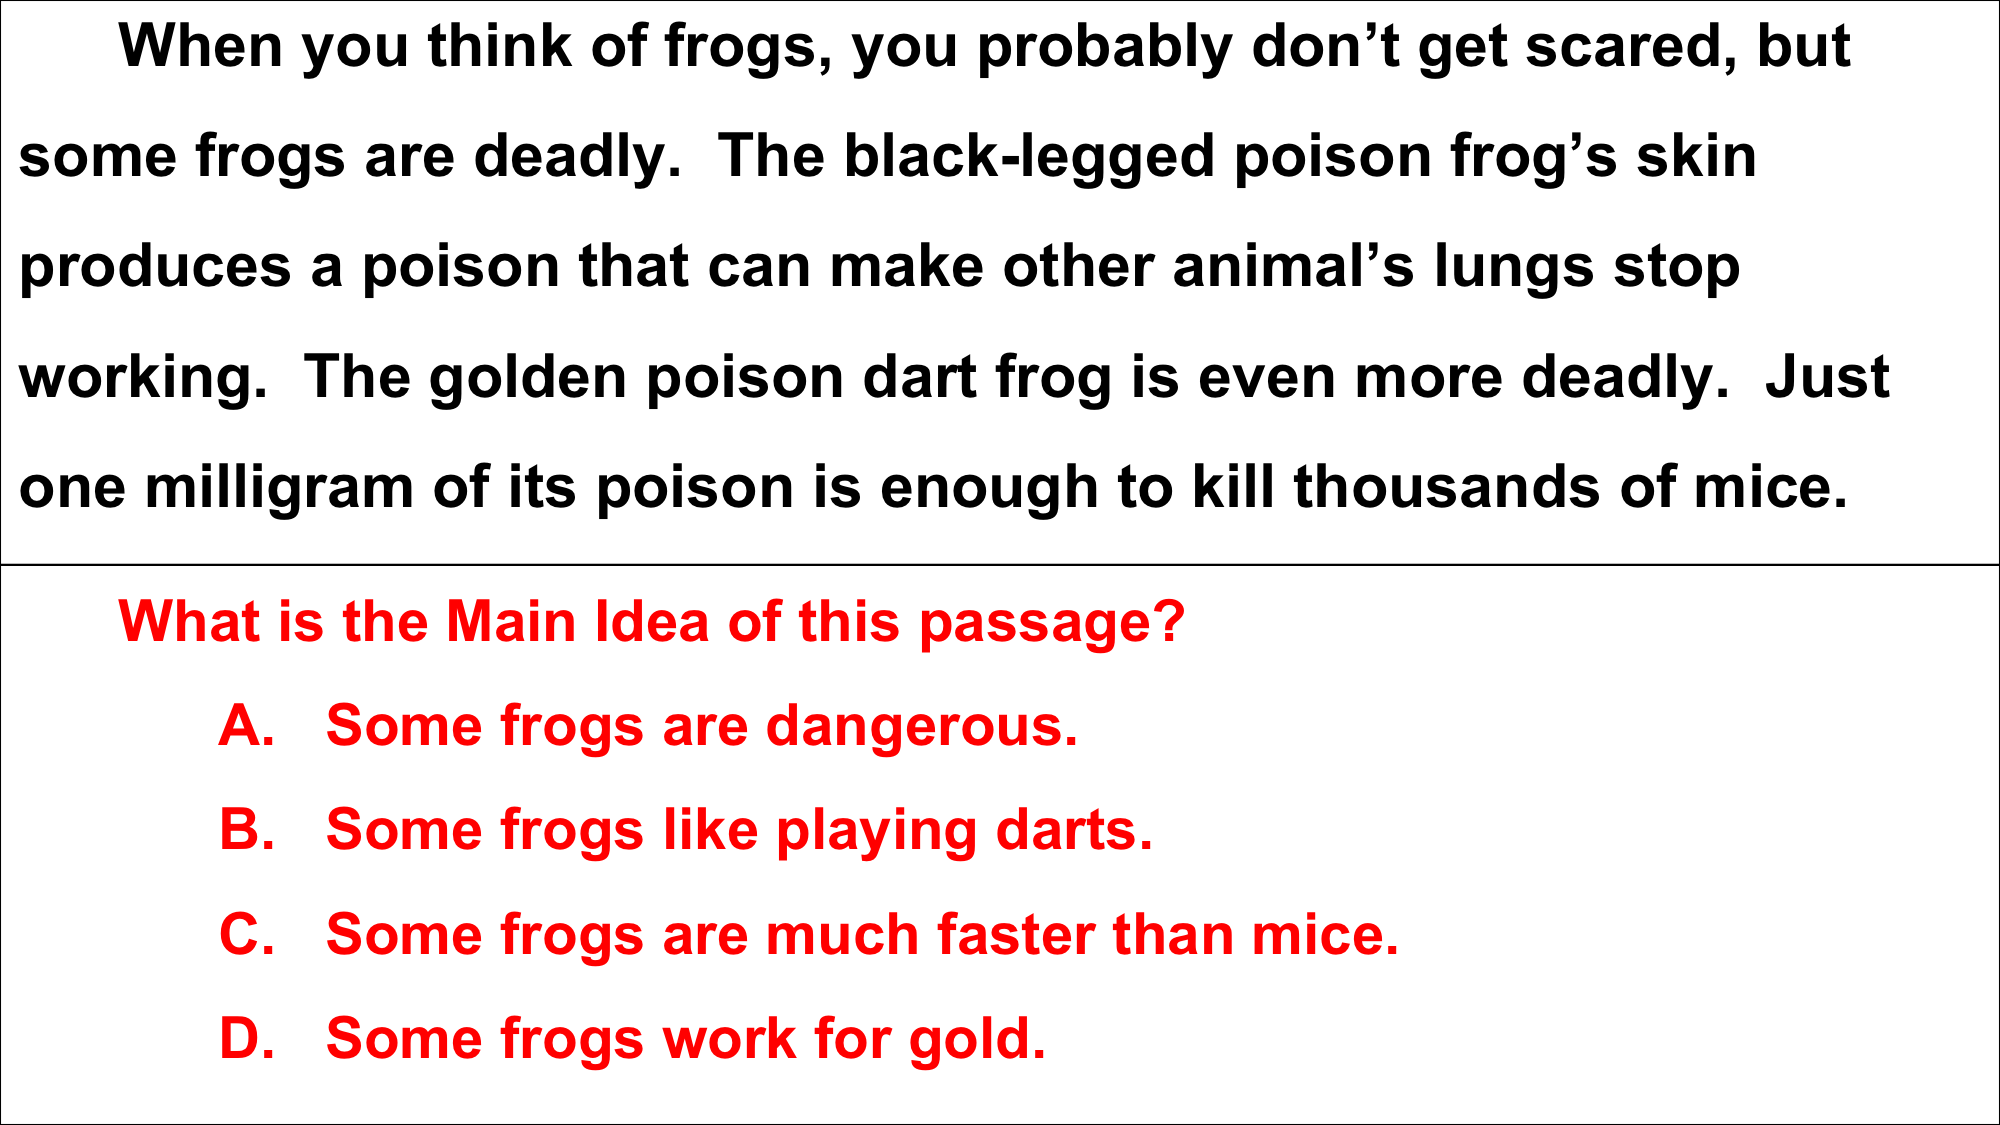 When you think of frogs, you probably don’t get scared, but
some frogs are deadly.  The black-legged poison frog’s skin
produces a poison that can make other animal’s lungs stop
working.  The golden poison dart frog is even more deadly.  Just
one milligram of its poison is enough to kill thousands of mice.
What is the Main Idea of this passage?
A. Some frogs are dangerous.
B. Some frogs like playing darts.
C. Some frogs are much faster than mice.
D. Some frogs work for gold.